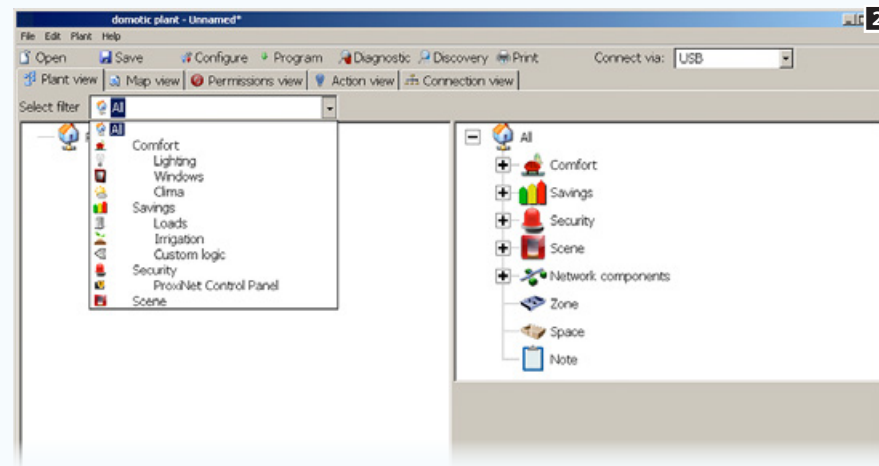 domotic plant - Unnamed*
2
File Edit Plant Help
Open Save Configure Program Diagnostic Discovery Print Connect via: USB
Plant view Map view Permissions view Action view Connection view
Select filter All
All
Comfort
Lighting
Windows
Clima
Savings
Loads
Irrigation
Custom logic
Security
ProxiNet Control Panel
Scene
All
Comfort
Savings
Security
Scene
Network components
Zone
Space
Note